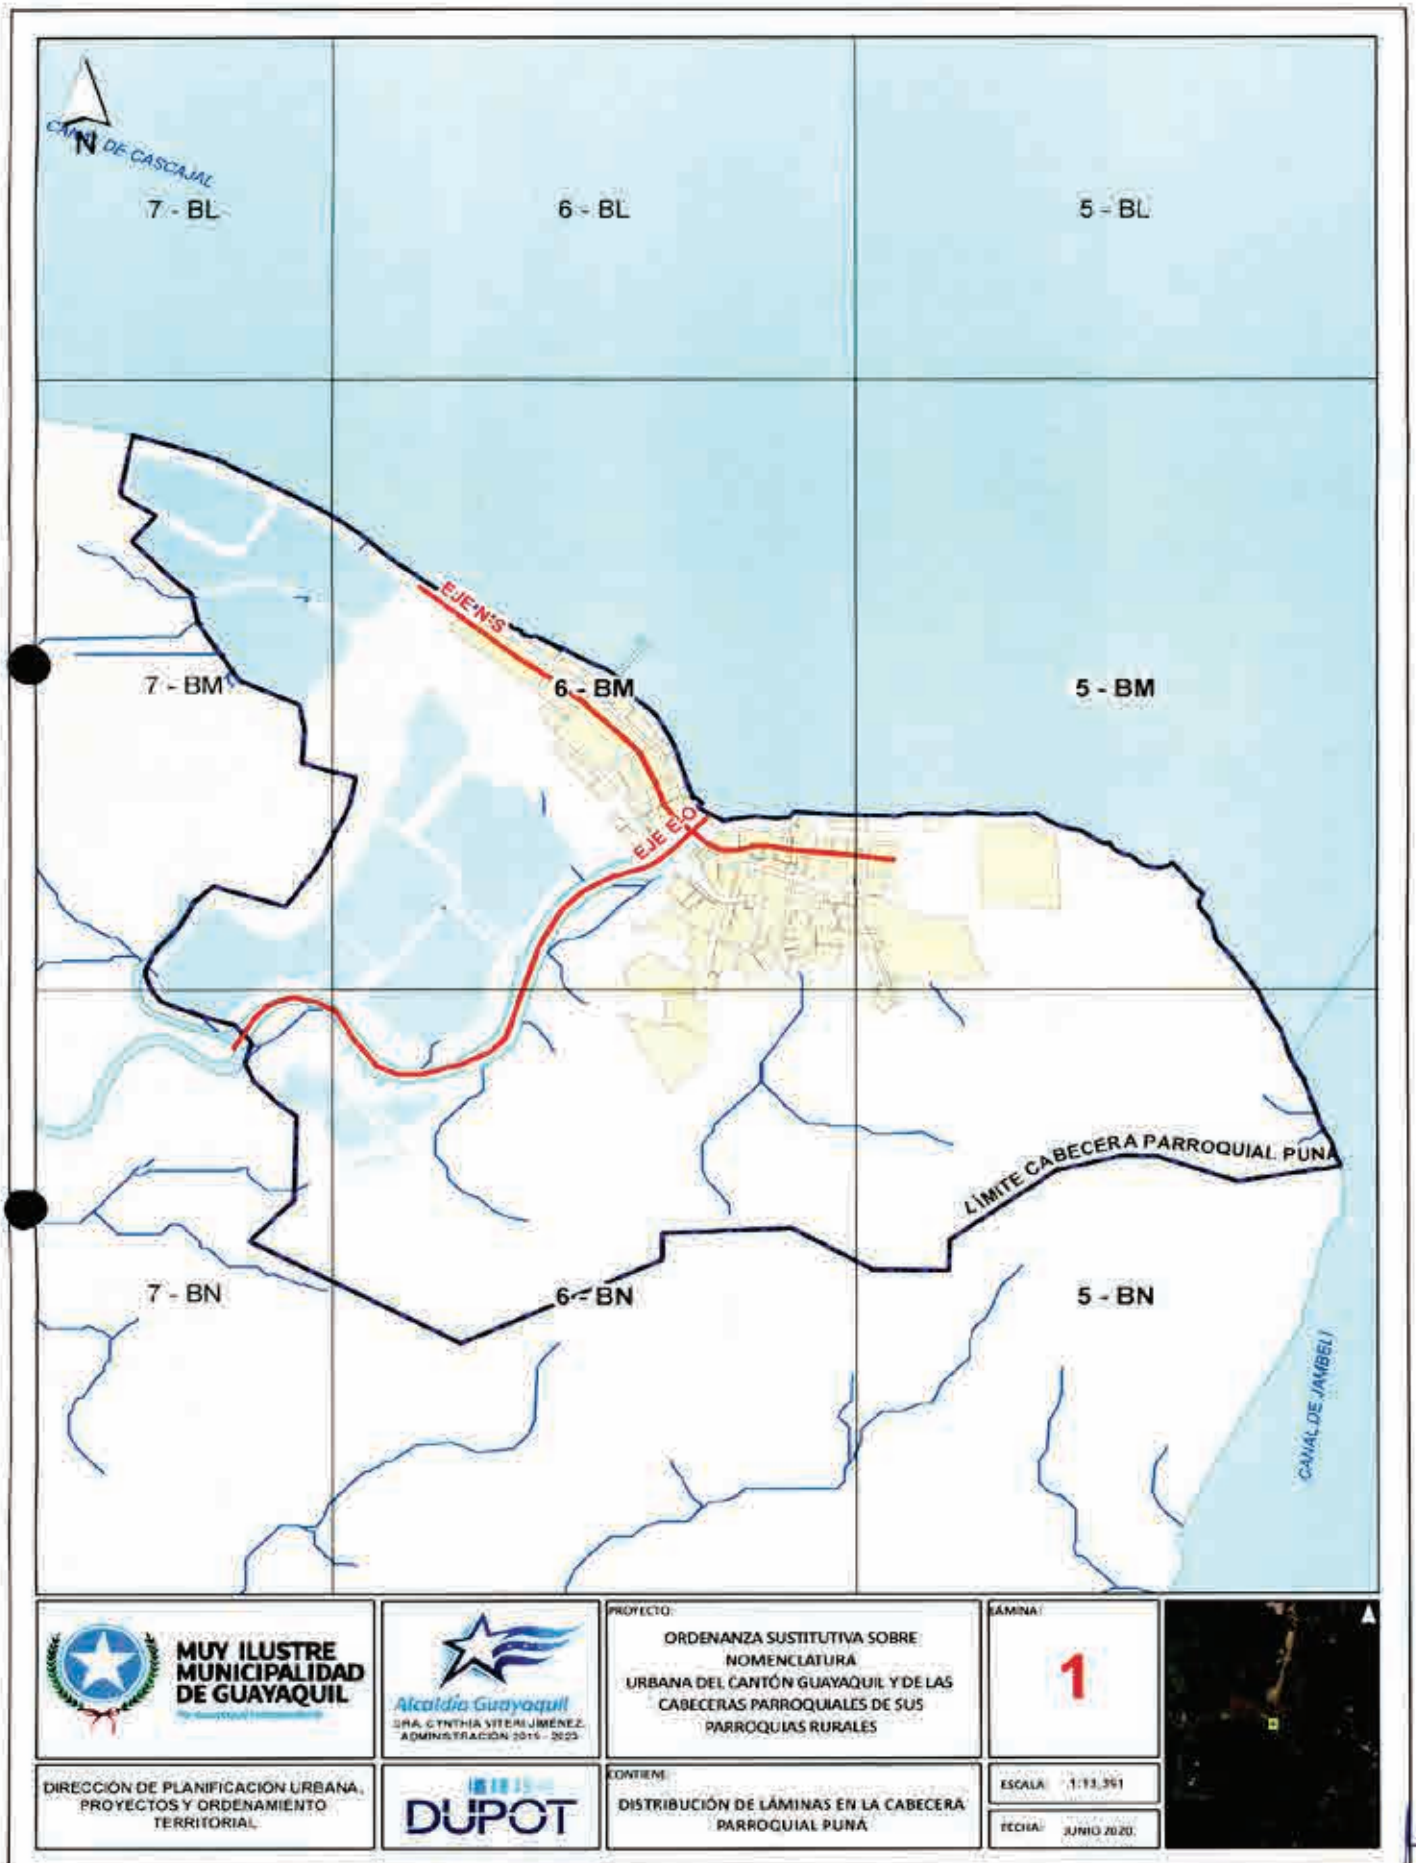 N
CANAL DE CASCAJAL
7 - BL
6 - BL
5 - BL
EJE N-S
7 - BM
6 - BM
5 - BM
EJE E-O
LÍMITE CABECERA PARROQUIAL PUNÁ
7 - BN
6 - BN
5 - BN
CANAL DE JAMBELÍ
MUY ILUSTRE
MUNICIPALIDAD
DE GUAYAQUIL
Alcaldía Guayaquil
SRA. CYNTHIA VITERI JIMÉNEZ
ADMINISTRACIÓN 2019 - 2023
PROYECTO:
ORDENANZA SUSTITUTIVA SOBRE
NOMENCLATURA
URBANA DEL CANTÓN GUAYAQUIL Y DE LAS
CABECERAS PARROQUIALES DE SUS
PARROQUIAS RURALES
LÁMINA:
1
DIRECCIÓN DE PLANIFICACIÓN URBANA,
PROYECTOS Y ORDENAMIENTO
TERRITORIAL
DUPOT
CONTIENE:
DISTRIBUCIÓN DE LÁMINAS EN LA CABECERA
PARROQUIAL PUNÁ
ESCALA: 1:13,391
FECHA: JUNIO 2020